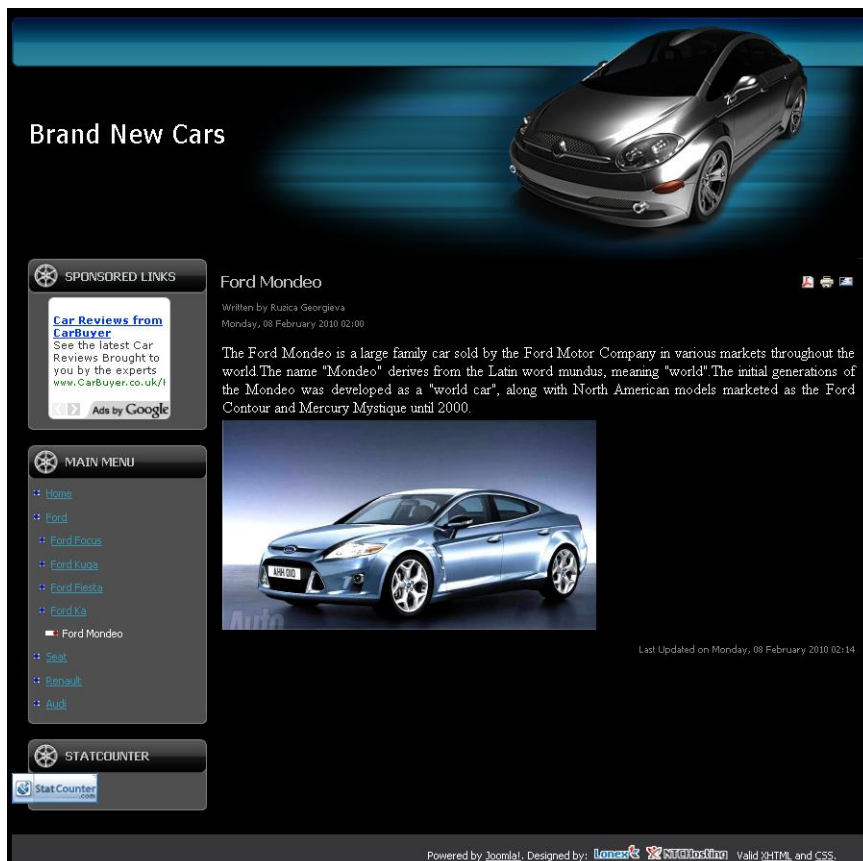 Brand New Cars
SPONSORED LINKS
Car Reviews from
CarBuyer
See the latest Car
Reviews Brought to
you by the experts
www.CarBuyer.co.uk/
Ads by Google
MAIN MENU
Home
Ford
Ford Focus
Ford Kuga
Ford Fiesta
Ford Ka
Ford Mondeo
Seat
Renault
Audi
STATCOUNTER
StatCounter
.com
Ford Mondeo
Written by Ruzica Georgieva
Monday, 08 February 2010 02:00
The Ford Mondeo is a large family car sold by the Ford Motor Company in various markets throughout the
world.The name "Mondeo" derives from the Latin word mundus, meaning "world".The initial generations of
the Mondeo was developed as a "world car", along with North American models marketed as the Ford
Contour and Mercury Mystique until 2000.
AHH OIO
Auto
Last Updated on Monday, 08 February 2010 02:14
Powered by Joomla!. Designed by: Lonex NTCHosting Valid XHTML and CSS.